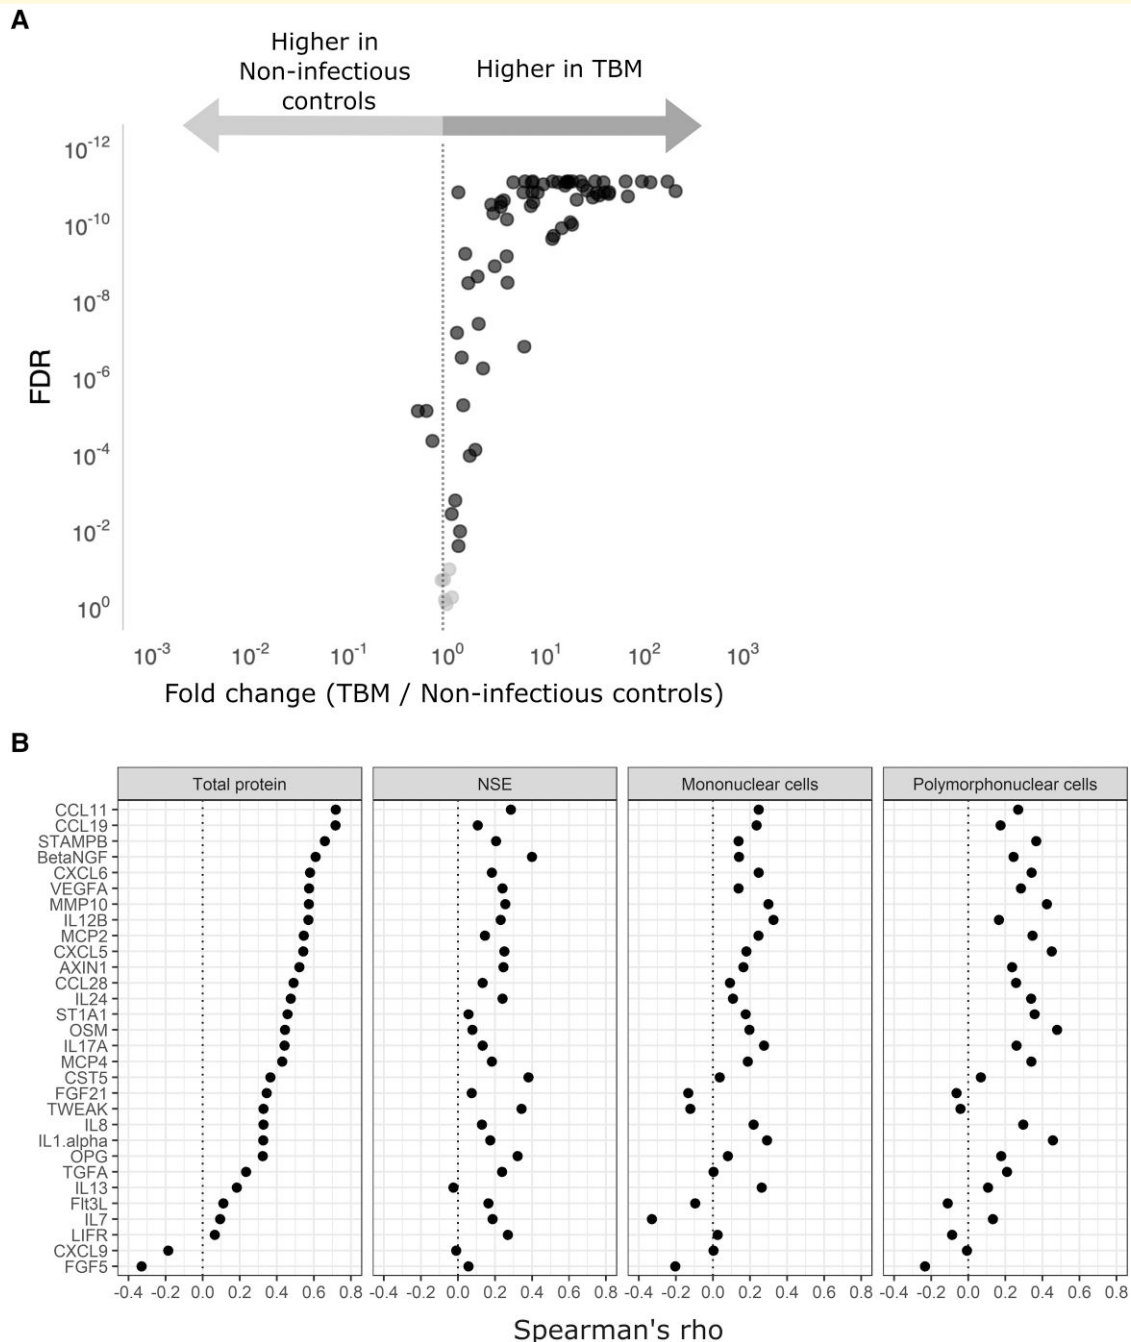 A
Higher in
Non-infectious
controls
Higher in TBM
10-12
10-10
10-8
10-6
10-4
10-2
100
FDR
10-3 10-2 10-1 100 101 102 103
Fold change (TBM / Non-infectious controls)
B
Total protein NSE Mononuclear cells Polymorphonuclear cells
CCL11
CCL19
STAMPB
BetaNGF
CXCL6
VEGFA
MMP10
IL12B
MCP2
CXCL5
AXIN1
CCL28
IL24
ST1A1
OSM
IL17A
MCP4
CST5
FGF21
TWEAK
IL8
IL1.alpha
OPG
TGFA
IL13
Flt3L
IL7
LIFR
CXCL9
FGF5
-0.4 -0.2 0.0 0.2 0.4 0.6 0.8 -0.4 -0.2 0.0 0.2 0.4 0.6 0.8 -0.4 -0.2 0.0 0.2 0.4 0.6 0.8 -0.4 -0.2 0.0 0.2 0.4 0.6 0.8
Spearman's rho